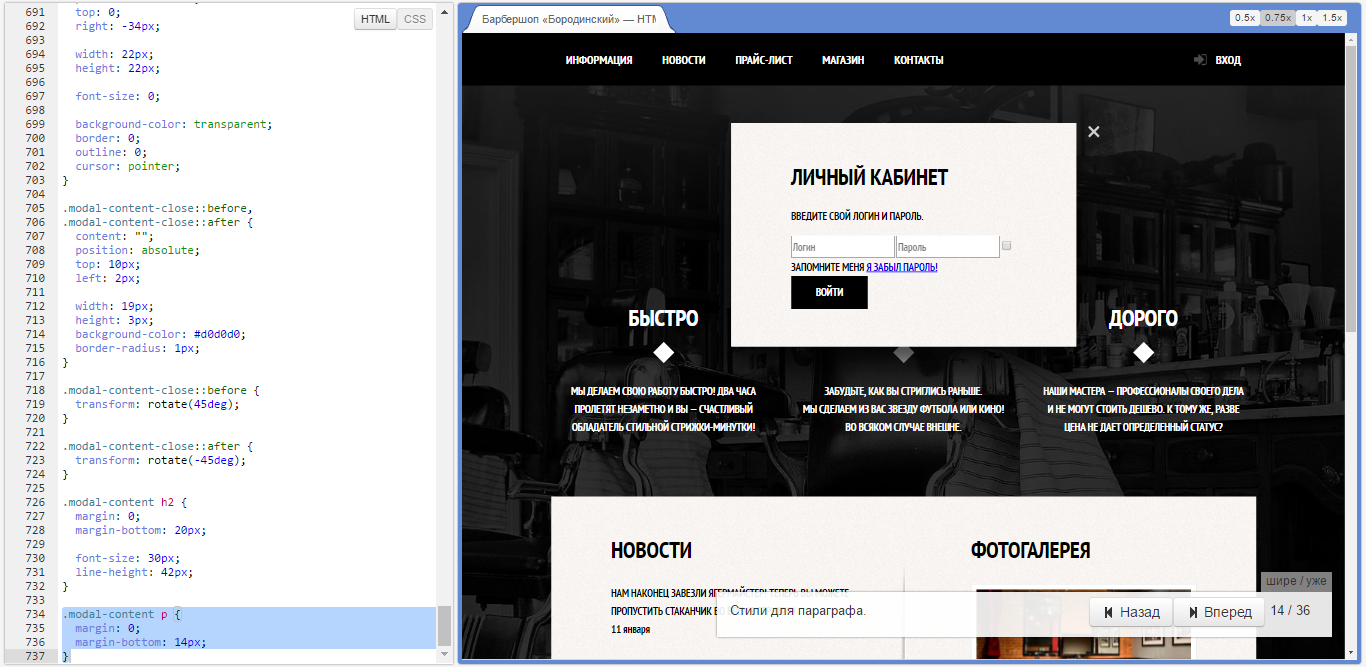 691 top: 0;
692 right: -34px;
693
694 width: 22px;
695 height: 22px;
696
697 font-size: 0;
698
699 background-color: transparent;
700 border: 0;
701 outline: 0;
702 cursor: pointer;
703 }
704
705 .modal-content-close::before,
706 .modal-content-close::after {
707 content: "";
708 position: absolute;
709 top: 10px;
710 left: 2px;
711
712 width: 19px;
713 height: 3px;
714 background-color: #d0d0d0;
715 border-radius: 1px;
716 }
717
718 .modal-content-close::before {
719 transform: rotate(45deg);
720 }
721
722 .modal-content-close::after {
723 transform: rotate(-45deg);
724 }
725
726 .modal-content h2 {
727 margin: 0;
728 margin-bottom: 20px;
729
730 font-size: 30px;
731 line-height: 42px;
732 }
733
734 .modal-content p {
735 margin: 0;
736 margin-bottom: 14px;
737 }
HTML CSS
Барбершоп «Бородинский» — HTM
0.5x 0.75x 1x 1.5x
ИНФОРМАЦИЯ НОВОСТИ ПРАЙС-ЛИСТ МАГАЗИН КОНТАКТЫ ВХОД
ЛИЧНЫЙ КАБИНЕТ
ВВЕДИТЕ СВОЙ ЛОГИН И ПАРОЛЬ.
Логин Пароль
ЗАПОМНИТЕ МЕНЯ Я ЗАБЫЛ ПАРОЛЬ!
ВОЙТИ
БЫСТРО
МЫ ДЕЛАЕМ СВОЮ РАБОТУ БЫСТРО! ДВА ЧАСА
ПРОЛЕТЯТ НЕЗАМЕТНО И ВЫ — СЧАСТЛИВЫЙ
ОБЛАДАТЕЛЬ СТИЛЬНОЙ СТРИЖКИ-МИНУТКИ!
ЗАБУДЬТЕ, КАК ВЫ СТРИГЛИСЬ РАНЬШЕ.
МЫ СДЕЛАЕМ ИЗ ВАС ЗВЕЗДУ ФУТБОЛА ИЛИ КИНО!
ВО ВСЯКОМ СЛУЧАЕ ВНЕШНЕ.
ДОРОГО
НАШИ МАСТЕРА — ПРОФЕССИОНАЛЫ СВОЕГО ДЕЛА
И НЕ МОГУТ СТОИТЬ ДЕШЕВО. К ТОМУ ЖЕ, РАЗВЕ
ЦЕНА НЕ ДАЕТ ОПРЕДЕЛЕННЫЙ СТАТУС?
НОВОСТИ
НАМ НАКОНЕЦ ЗАВЕЗЛИ ЯГЕРМАЙСТЕР! ТЕПЕРЬ ВЫ МОЖЕТЕ
ПРОПУСТИТЬ СТАКАНЧИК
11 января
ФОТОГАЛЕРЕЯ
шире / уже
Стили для параграфа.
Назад Вперед 14 / 36